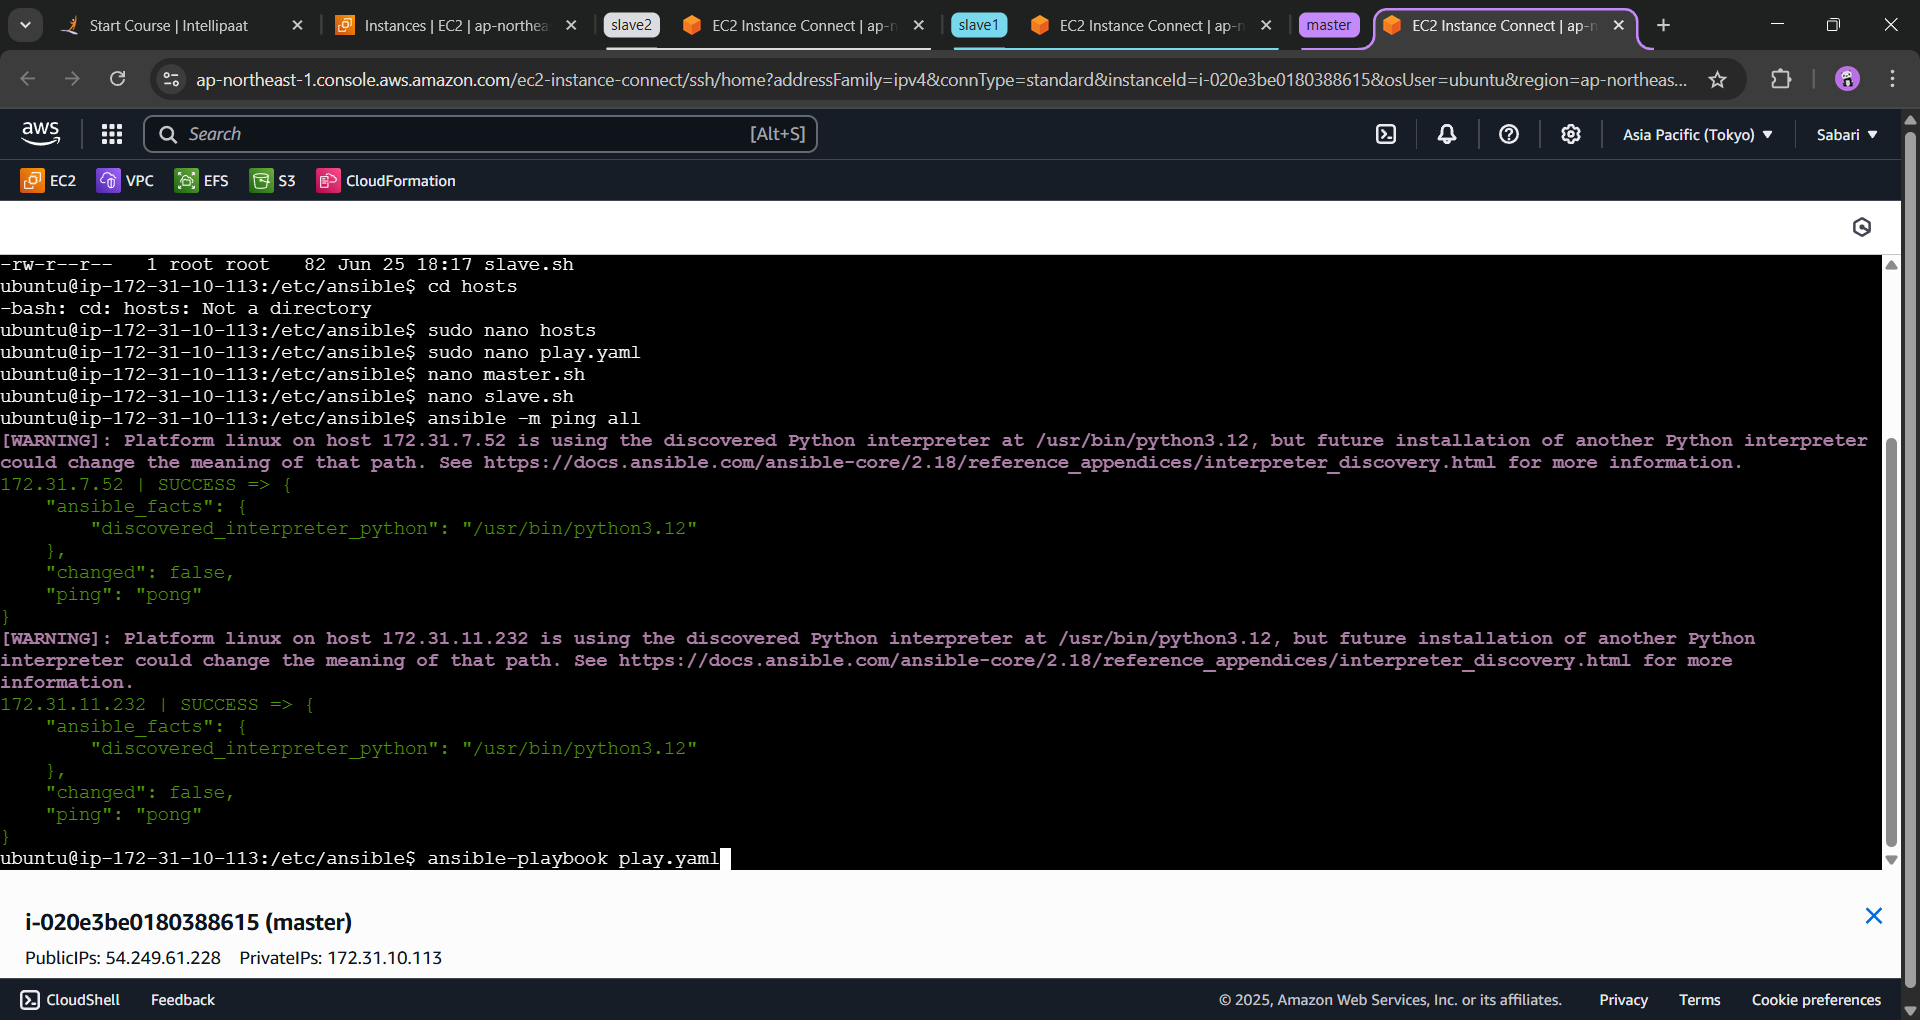 Start Course | Intellipaat
Instances | EC2 | ap-northea
slave2
EC2 Instance Connect | ap-n
slave1
EC2 Instance Connect | ap-n
master
EC2 Instance Connect | ap-n
ap-northeast-1.console.aws.amazon.com/ec2-instance-connect/ssh/home?addressFamily=ipv4&connType=standard&instanceId=i-020e3be0180388615&osUser=ubuntu&region=ap-northeas...
aws
Search
[Alt+S]
Asia Pacific (Tokyo)
Sabari
EC2
VPC
EFS
S3
CloudFormation
-rw-r--r--   1 root root   82 Jun 25 18:17 slave.sh
ubuntu@ip-172-31-10-113:/etc/ansible$ cd hosts
-bash: cd: hosts: Not a directory
ubuntu@ip-172-31-10-113:/etc/ansible$ sudo nano hosts
ubuntu@ip-172-31-10-113:/etc/ansible$ sudo nano play.yaml
ubuntu@ip-172-31-10-113:/etc/ansible$ nano master.sh
ubuntu@ip-172-31-10-113:/etc/ansible$ nano slave.sh
ubuntu@ip-172-31-10-113:/etc/ansible$ ansible -m ping all
[WARNING]: Platform linux on host 172.31.7.52 is using the discovered Python interpreter at /usr/bin/python3.12, but future installation of another Python interpreter
could change the meaning of that path. See https://docs.ansible.com/ansible-core/2.18/reference_appendices/interpreter_discovery.html for more information.
172.31.7.52 | SUCCESS => {
    "ansible_facts": {
        "discovered_interpreter_python": "/usr/bin/python3.12"
    },
    "changed": false,
    "ping": "pong"
}
[WARNING]: Platform linux on host 172.31.11.232 is using the discovered Python interpreter at /usr/bin/python3.12, but future installation of another Python
interpreter could change the meaning of that path. See https://docs.ansible.com/ansible-core/2.18/reference_appendices/interpreter_discovery.html for more
information.
172.31.11.232 | SUCCESS => {
    "ansible_facts": {
        "discovered_interpreter_python": "/usr/bin/python3.12"
    },
    "changed": false,
    "ping": "pong"
}
ubuntu@ip-172-31-10-113:/etc/ansible$ ansible-playbook play.yaml
i-020e3be0180388615 (master)
PublicIPs: 54.249.61.228   PrivateIPs: 172.31.10.113
CloudShell
Feedback
© 2025, Amazon Web Services, Inc. or its affiliates.
Privacy
Terms
Cookie preferences